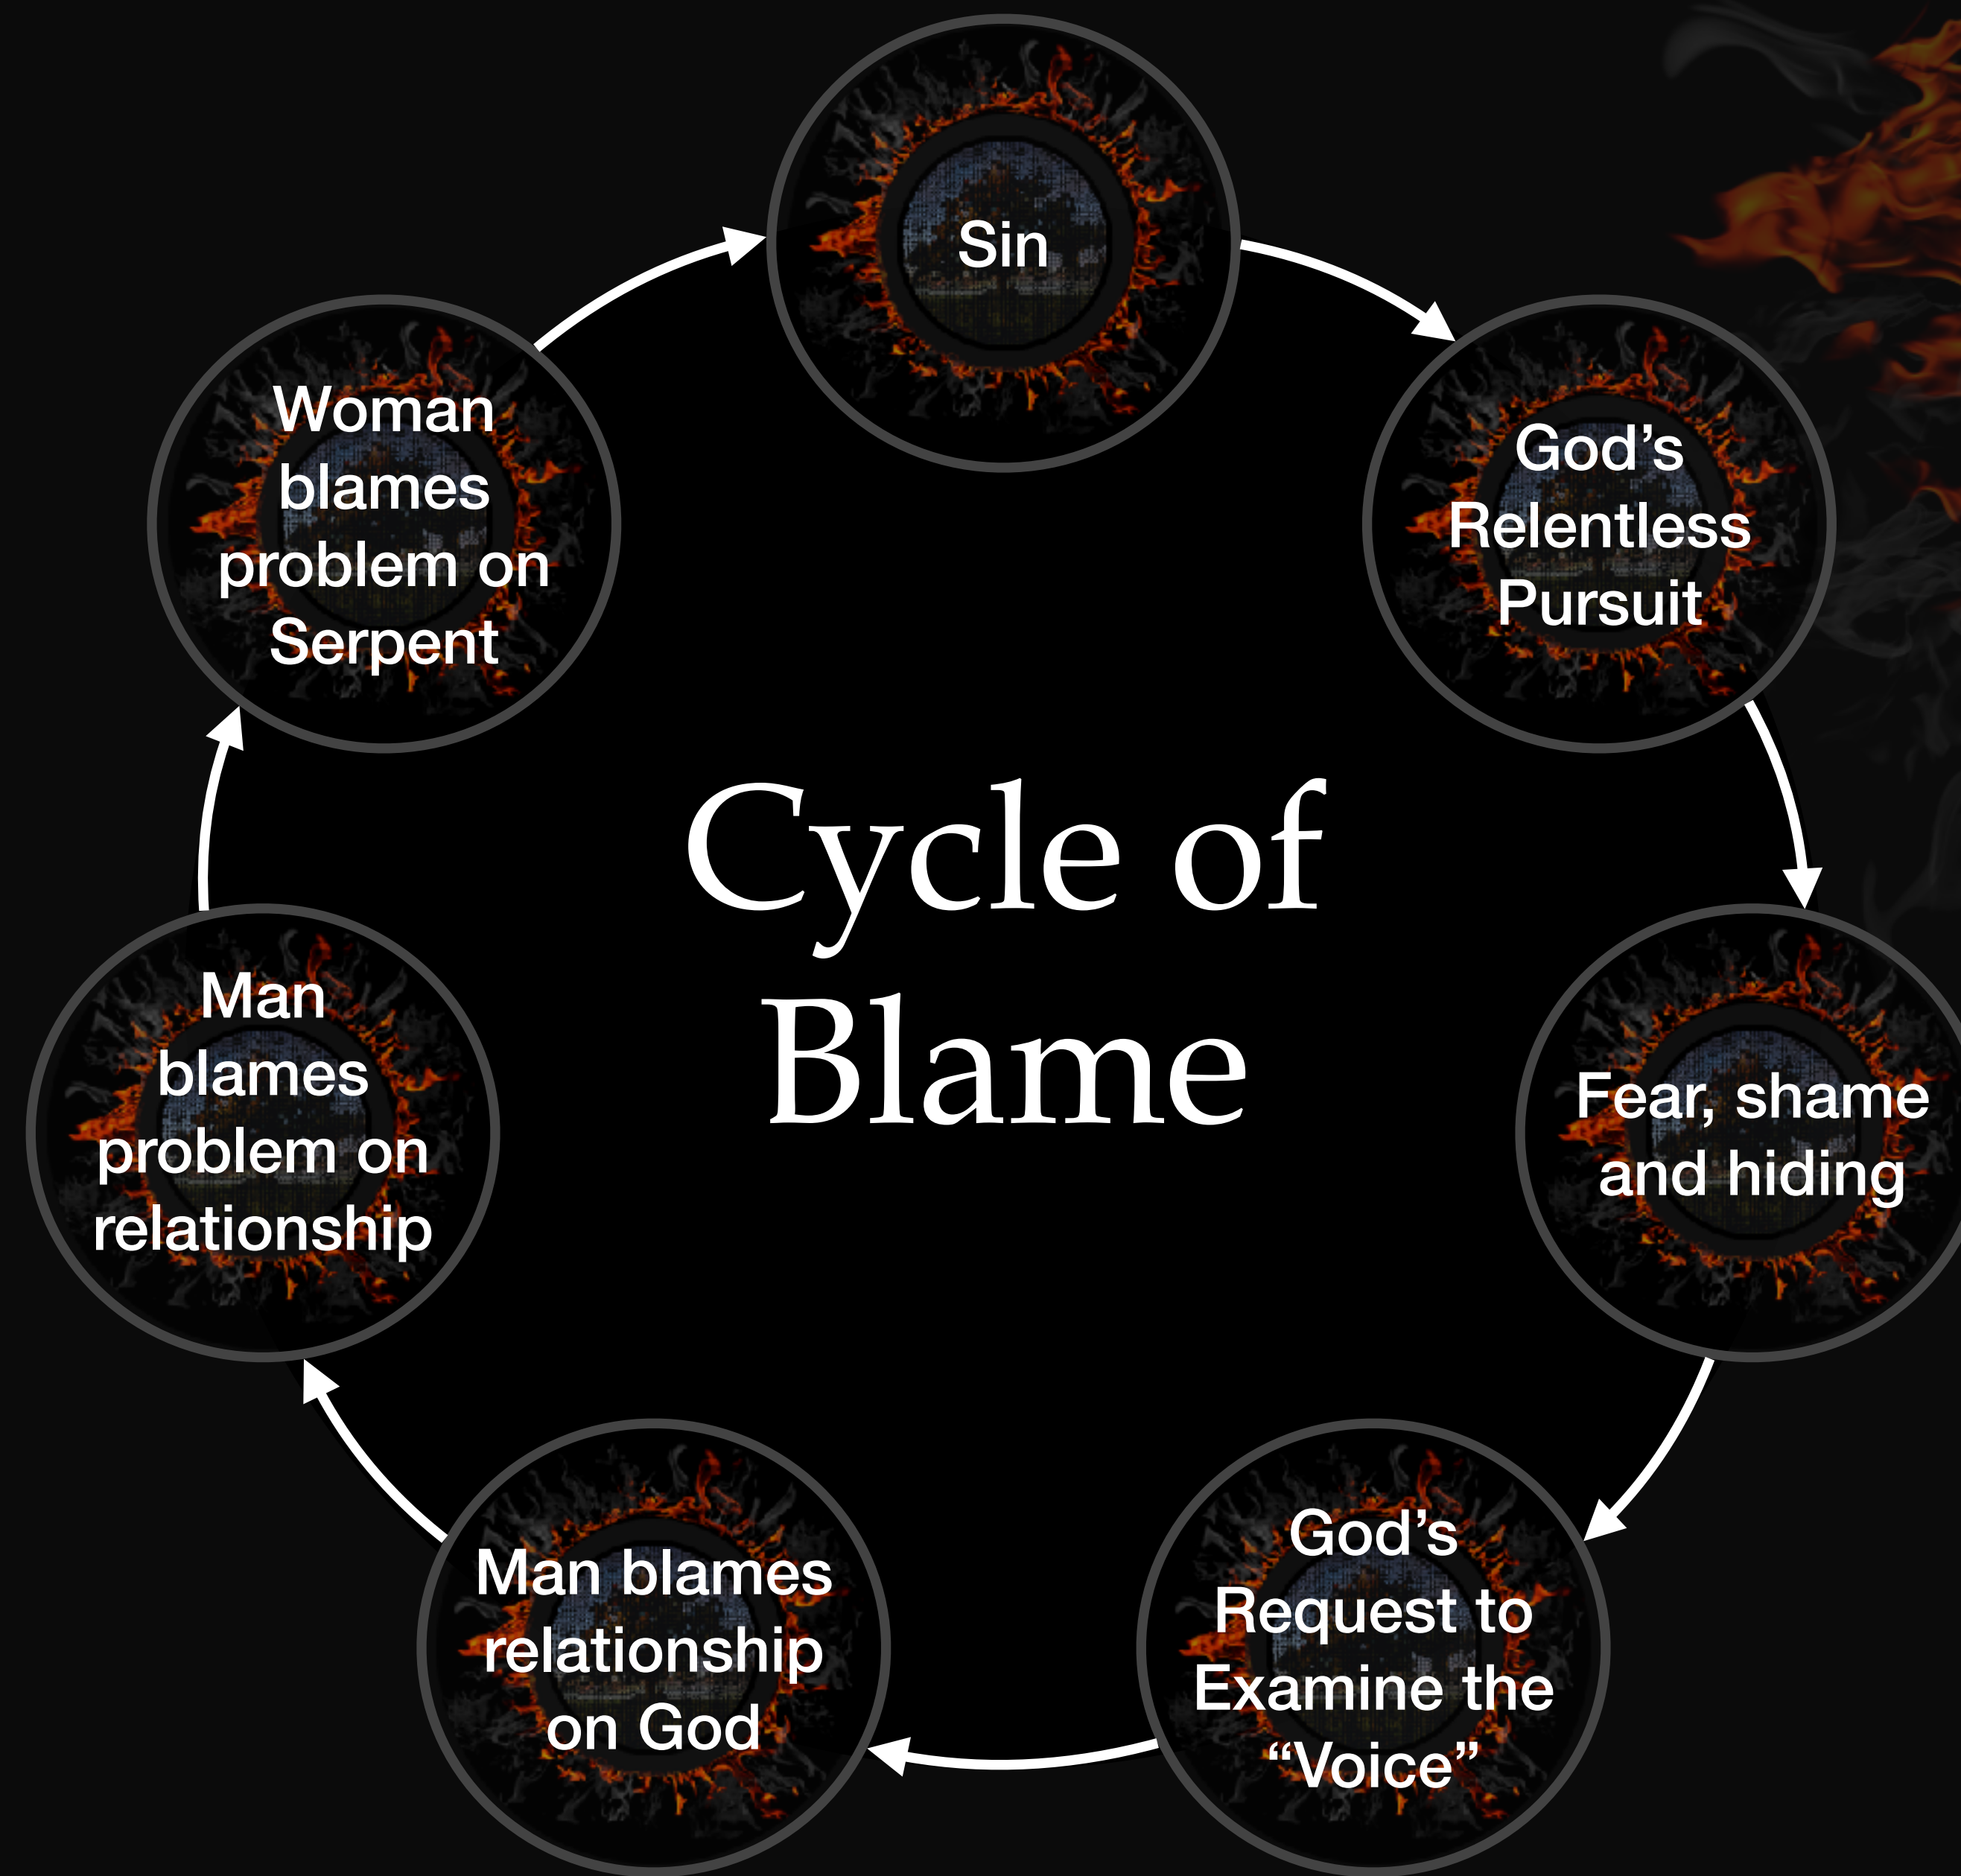 Sin
God’s
Relentless
Pursuit
Fear, shame
and hiding
God’s
Request to
Examine the
“Voice”
Man blames
relationship
on God
Man
blames
problem on
relationship
Woman
blames
problem on
Serpent
Cycle of
Blame